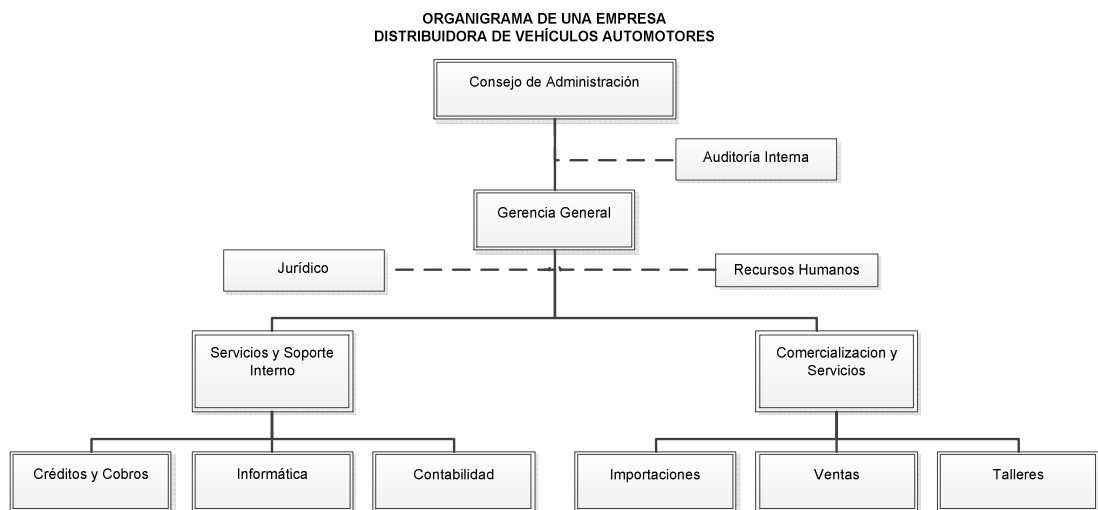 ORGANIGRAMA DE UNA EMPRESA
DISTRIBUIDORA DE VEHÍCULOS AUTOMOTORES
Consejo de Administración
Auditoría Interna
Gerencia General
Jurídico
Recursos Humanos
Servicios y Soporte
Interno
Comercializacion y
Servicios
Créditos y Cobros
Informática
Contabilidad
Importaciones
Ventas
Talleres